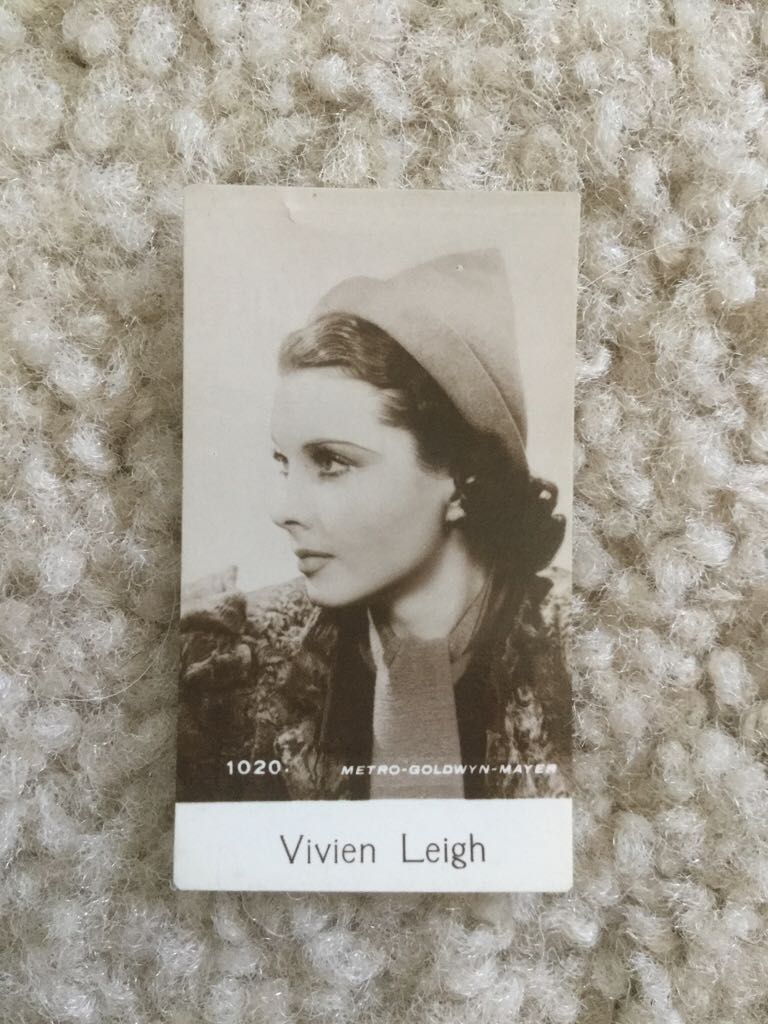 1020. METRO-GOLDWYN-MAYER
Vivien Leigh